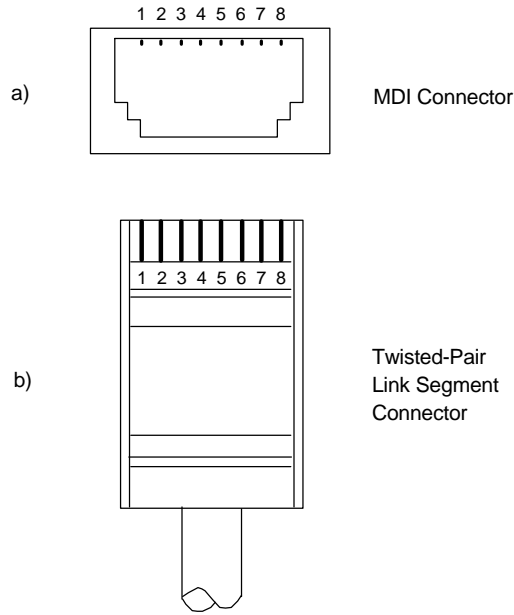 1 2 3 4 5 6 7 8
a)
MDI Connector
1 2 3 4 5 6 7 8
b)
Twisted-Pair
Link Segment
Connector